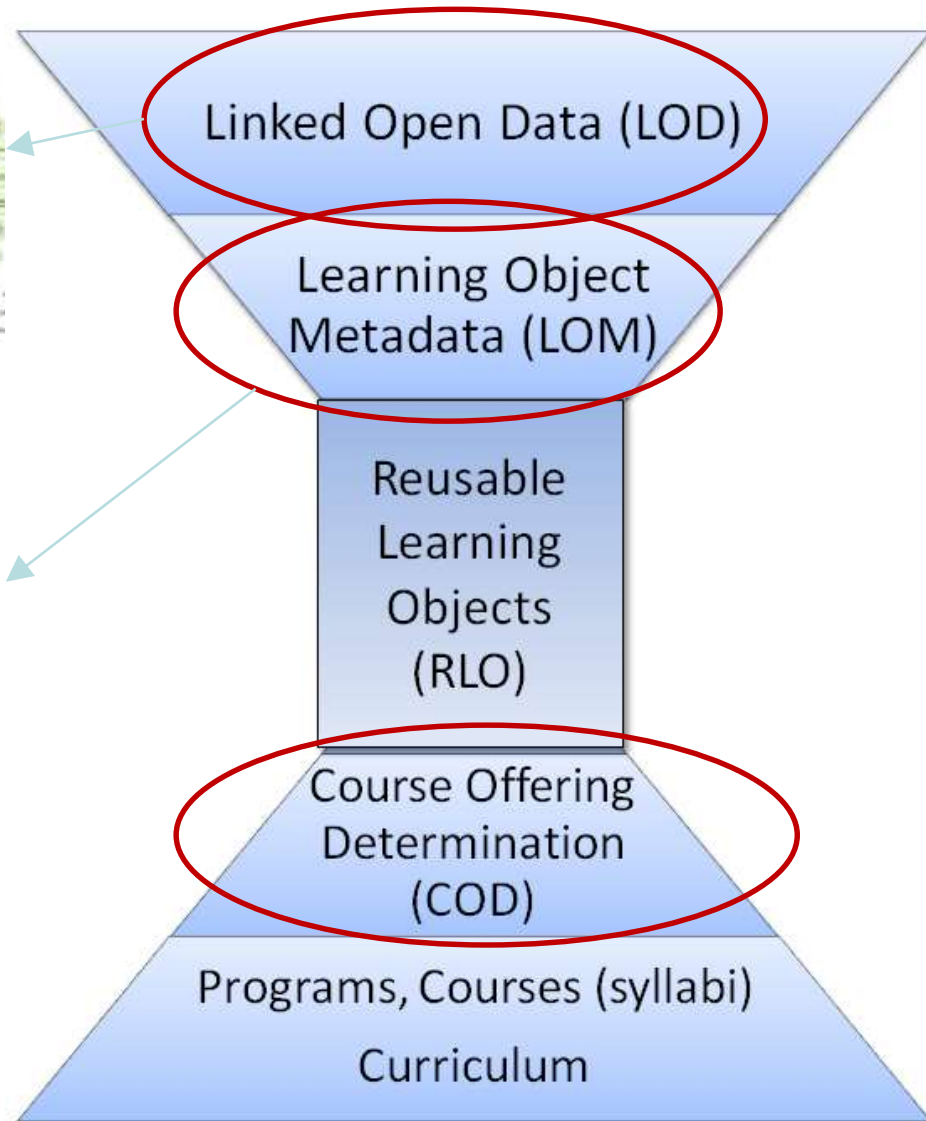 Linked Open Data (LOD)
Learning Object
Metadata (LOM)
Reusable
Learning
Objects
(RLO)
Course Offering
Determination
(COD)
Programs, Courses (syllabi)
Curriculum